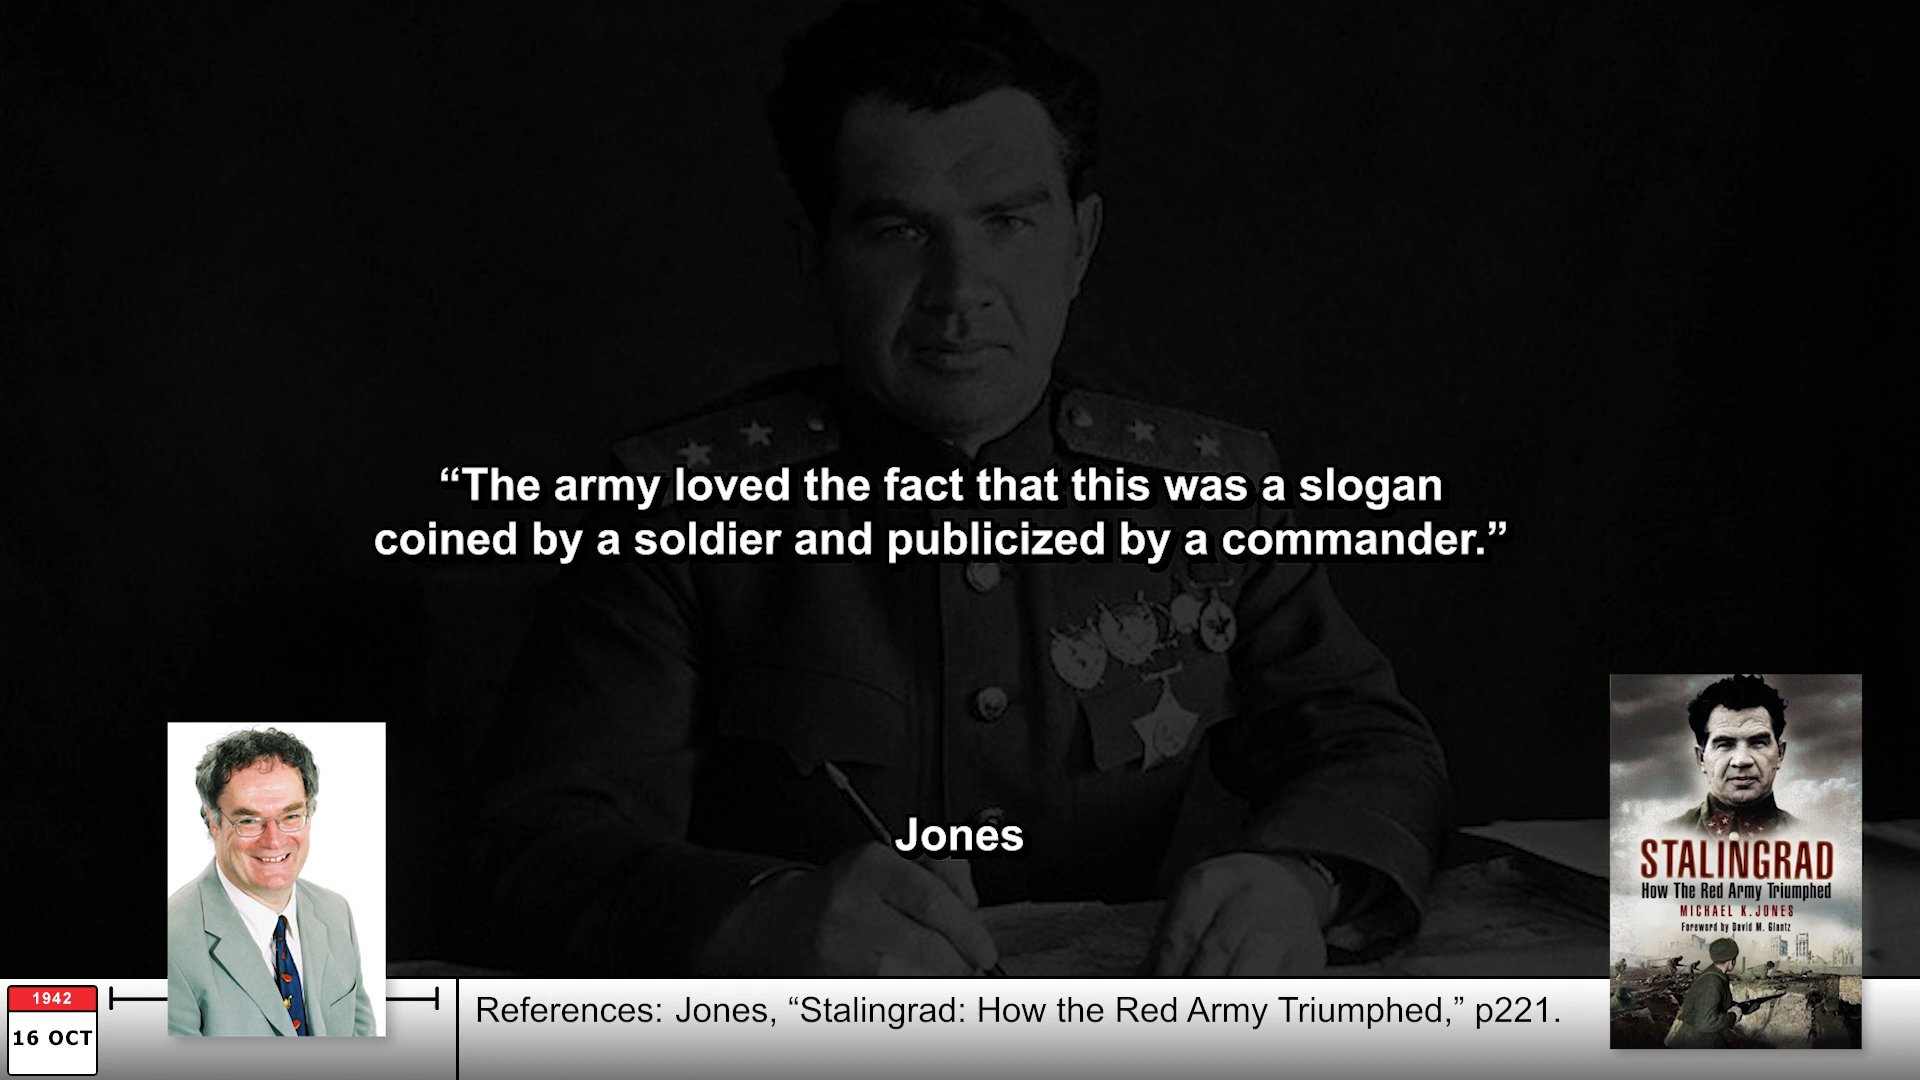 “The army loved the fact that this was a slogan
coined by a soldier and publicized by a commander.”
Jones
STALINGRAD
How The Red Army Triumphed
MICHAEL K. JONES
Foreword by David M. Glantz
1942
16 OCT
References: Jones, “Stalingrad: How the Red Army Triumphed,” p221.